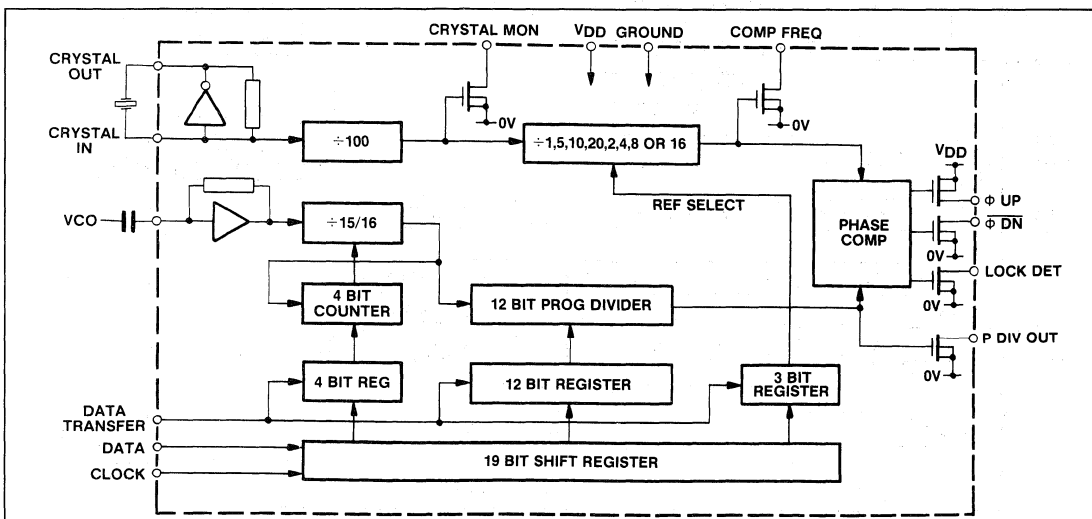 CRYSTAL MON
VDD
GROUND
COMP FREQ
CRYSTAL
OUT
0V
0V
CRYSTAL
IN
÷100
÷1,5,10,20,2,4,8 OR 16
VDD
Φ UP
REF SELECT
PHASE
COMP
VCO
÷15/16
Φ DN
0V
LOCK DET
4 BIT
COUNTER
12 BIT PROG DIVIDER
0V
P DIV OUT
4 BIT REG
12 BIT REGISTER
3 BIT
REGISTER
0V
DATA
TRANSFER
DATA
19 BIT SHIFT REGISTER
CLOCK